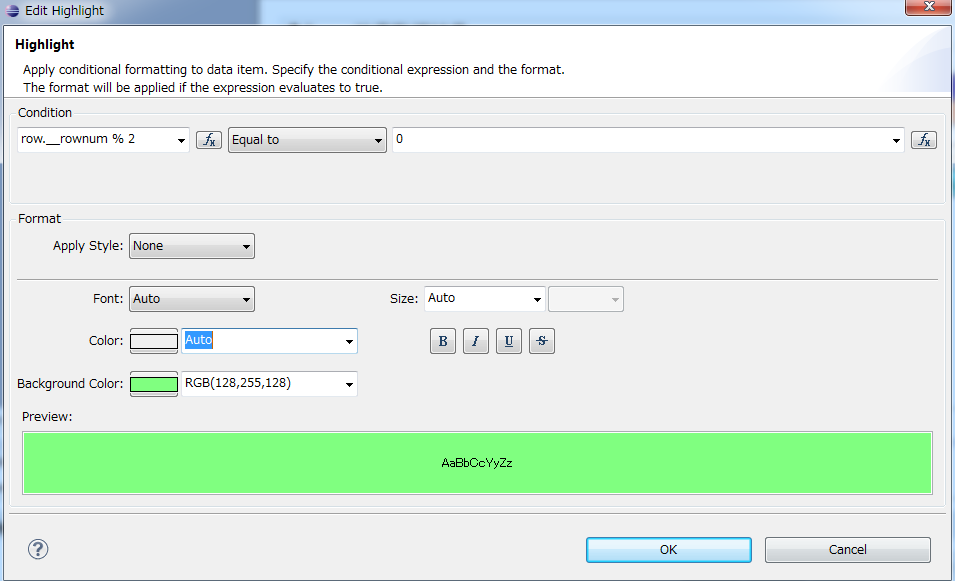 Edit Highlight
Highlight
Apply conditional formatting to data item. Specify the conditional expression and the format.
The format will be applied if the expression evaluates to true.
Condition
row.__rownum % 2 fx Equal to 0 fx
Format
Apply Style: None
Font: Auto Size: Auto
Color: Auto B I U S
Background Color: RGB(128,255,128)
Preview:
AaBbCcYyZz
? OK Cancel